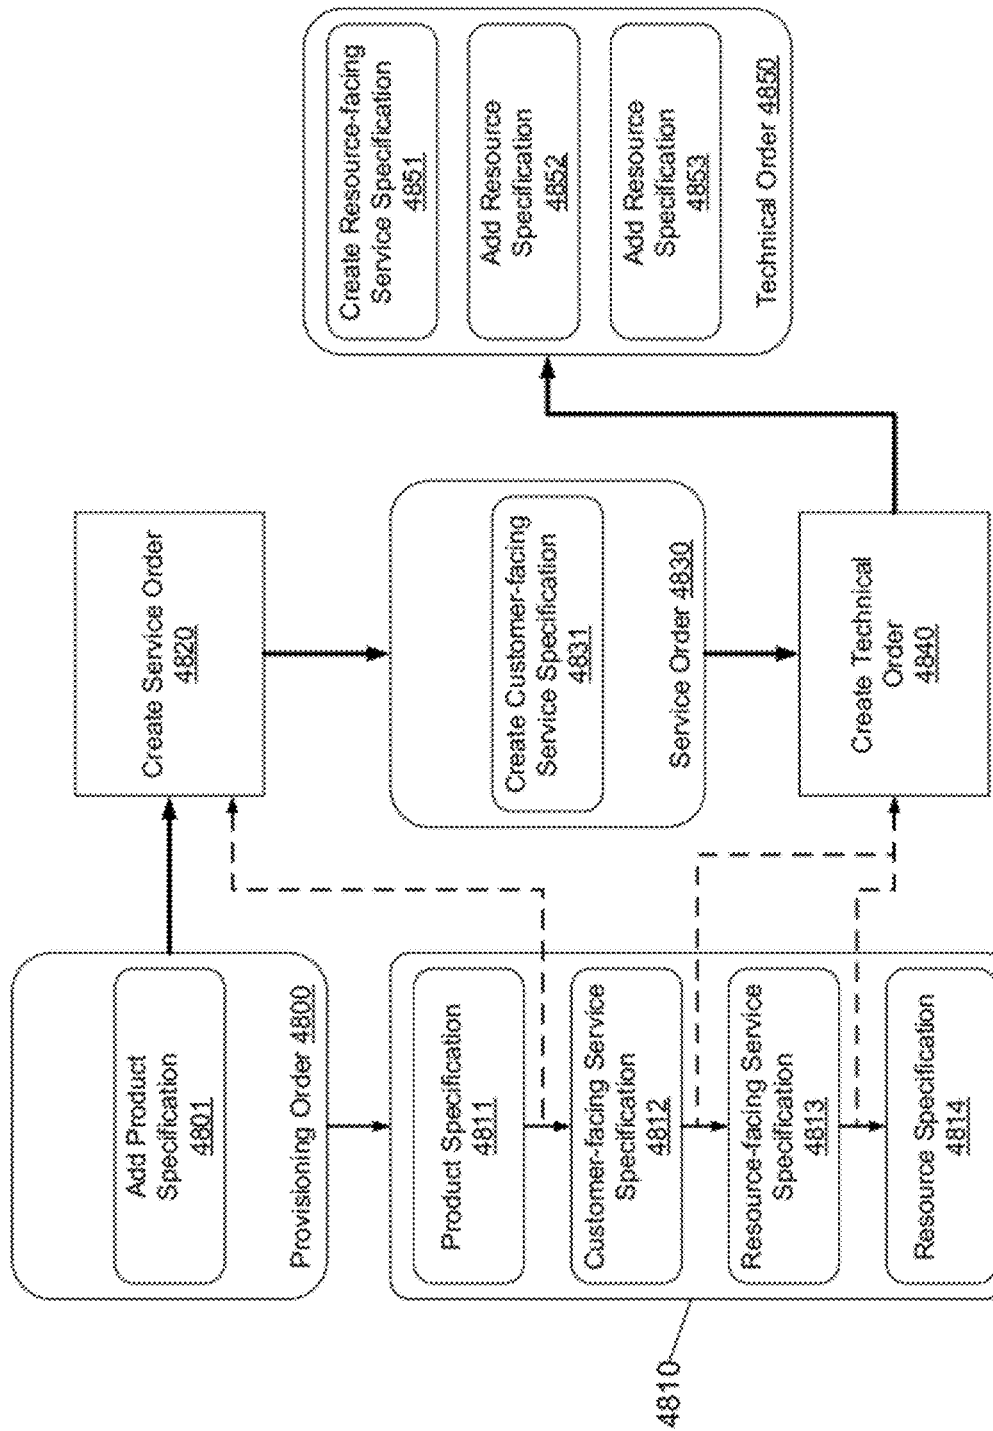 Add Product
Specification
4801
Provisioning Order 4800
Product Specification
4811
Customer-facing Service
Specification
4812
Resource-facing Service
Specification
4813
Resource Specification
4814
4810
Create Service Order
4820
Create Customer-facing
Service Specification
4831
Service Order 4830
Create Technical
Order
4840
Create Resource-facing
Service Specification
4851
Add Resource
Specification
4852
Add Resource
Specification
4853
Technical Order 4850